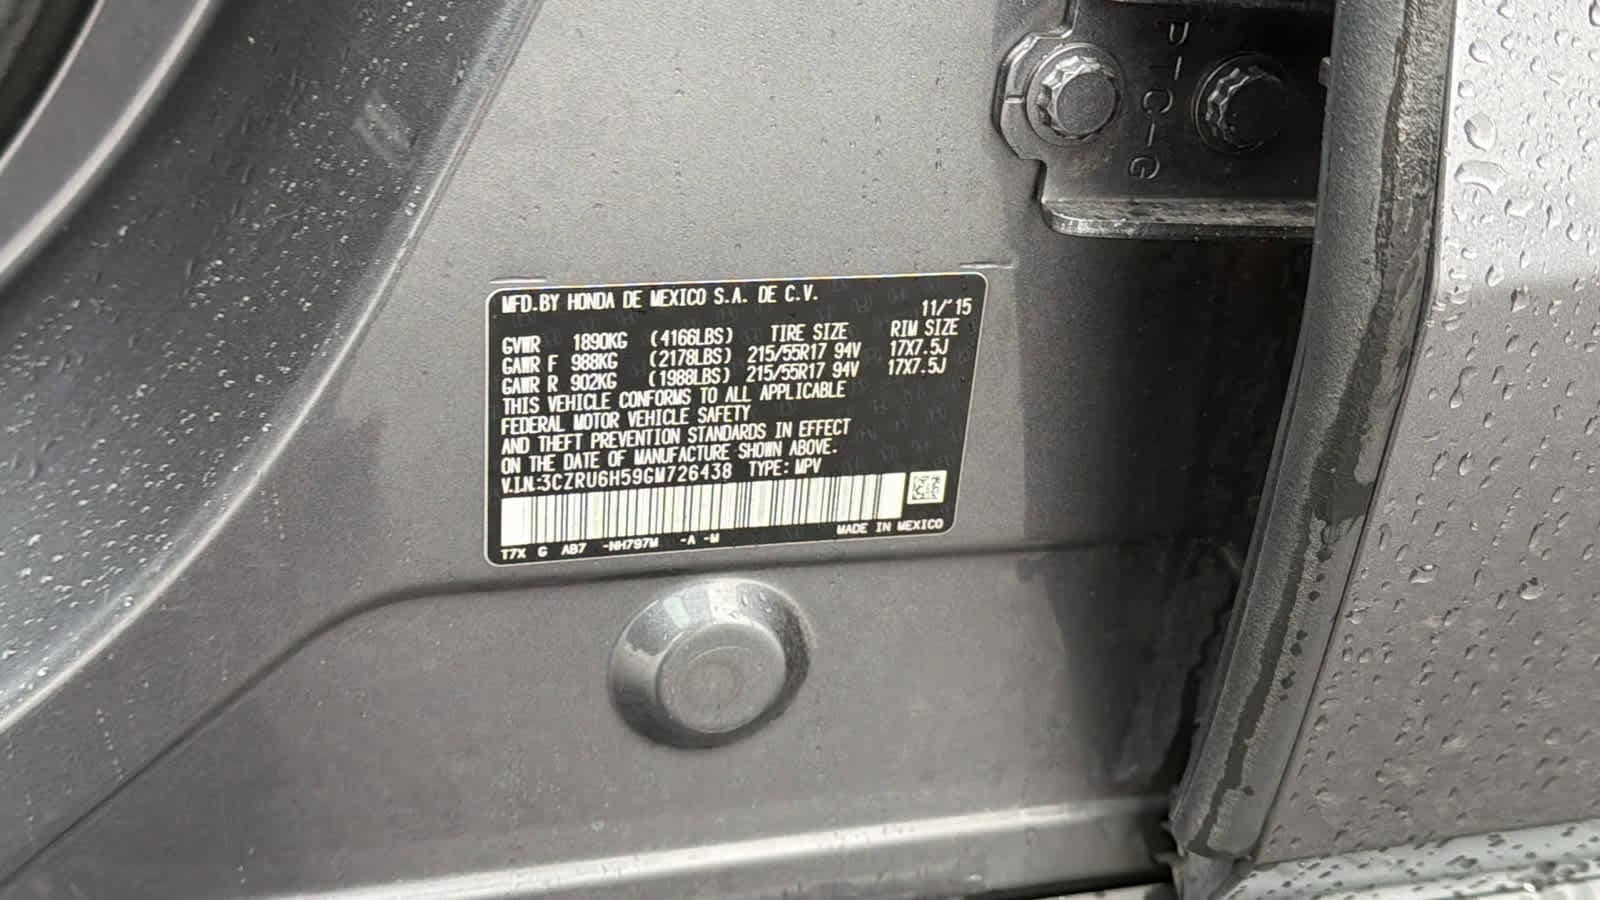 PTC-G
MFD.BY HONDA DE MEXICO S.A. DE C.V.
11/'15
GVWR 1890KG (4166LBS) TIRE SIZE RIM SIZE
GAWR F 988KG (2178LBS) 215/55R17 94V 17X7.5J
GAWR R 902KG (1988LBS) 215/55R17 94V 17X7.5J
THIS VEHICLE CONFORMS TO ALL APPLICABLE
FEDERAL MOTOR VEHICLE SAFETY
AND THEFT PREVENTION STANDARDS IN EFFECT
ON THE DATE OF MANUFACTURE SHOWN ABOVE.
V.I.N.:3CZRU6H59GM726438 TYPE: MPV
MADE IN MEXICO
T7X G AB7 -NH797M -A -M